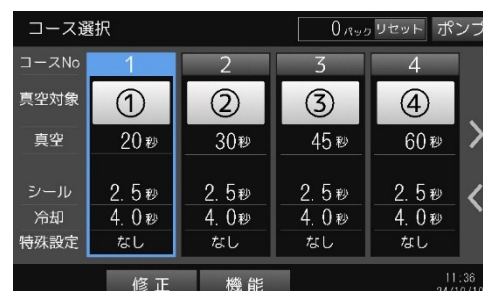 コース選択 0パック リセット ポンプ
コースNo 1 2 3 4
真空対象 ① ② ③ ④
真空 20秒 30秒 45秒 60秒
シール 2.5秒 2.5秒 2.5秒 2.5秒
冷却 4.0秒 4.0秒 4.0秒 4.0秒
特殊設定 なし なし なし なし
修正 機能 11:36